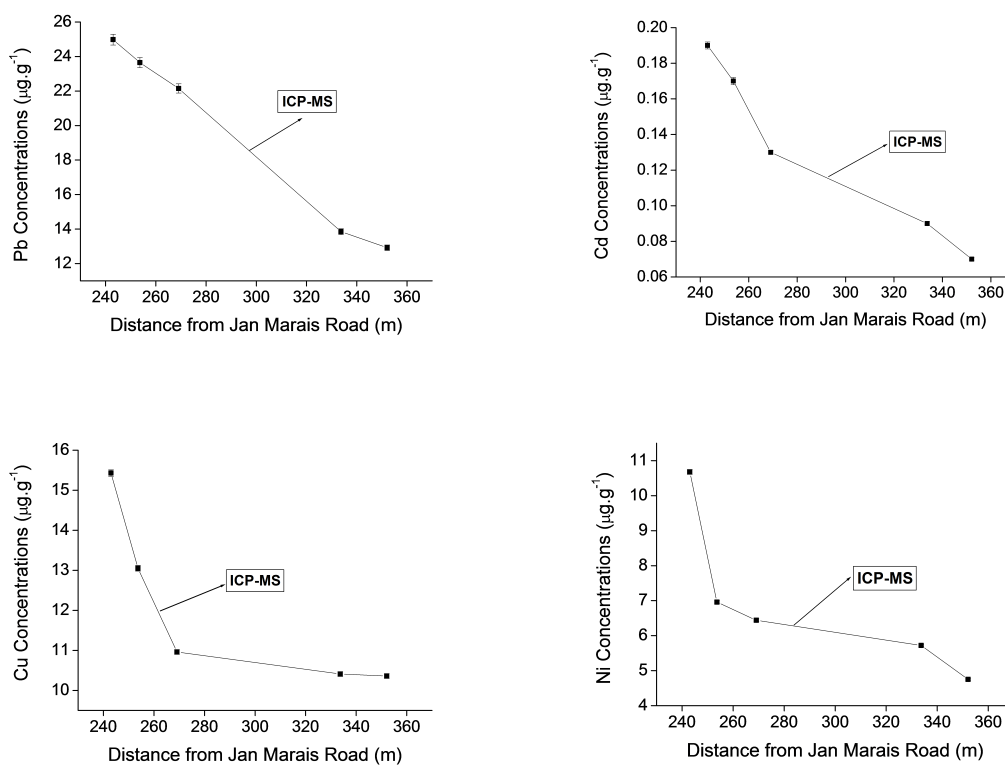 Pb Concentrations (μg.g⁻¹)
26
24
22
20
18
16
14
12
ICP-MS
240 260 280 300 320 340 360
Distance from Jan Marais Road (m)
Cd Concentrations (μg.g⁻¹)
0.20
0.18
0.16
0.14
0.12
0.10
0.08
0.06
ICP-MS
240 260 280 300 320 340 360
Distance from Jan Marais Road (m)
Cu Concentrations (μg.g⁻¹)
16
15
14
13
12
11
10
ICP-MS
240 260 280 300 320 340 360
Distance from Jan Marais Road (m)
Ni Concentrations (μg.g⁻¹)
11
10
9
8
7
6
5
4
ICP-MS
240 260 280 300 320 340 360
Distance from Jan Marais Road (m)